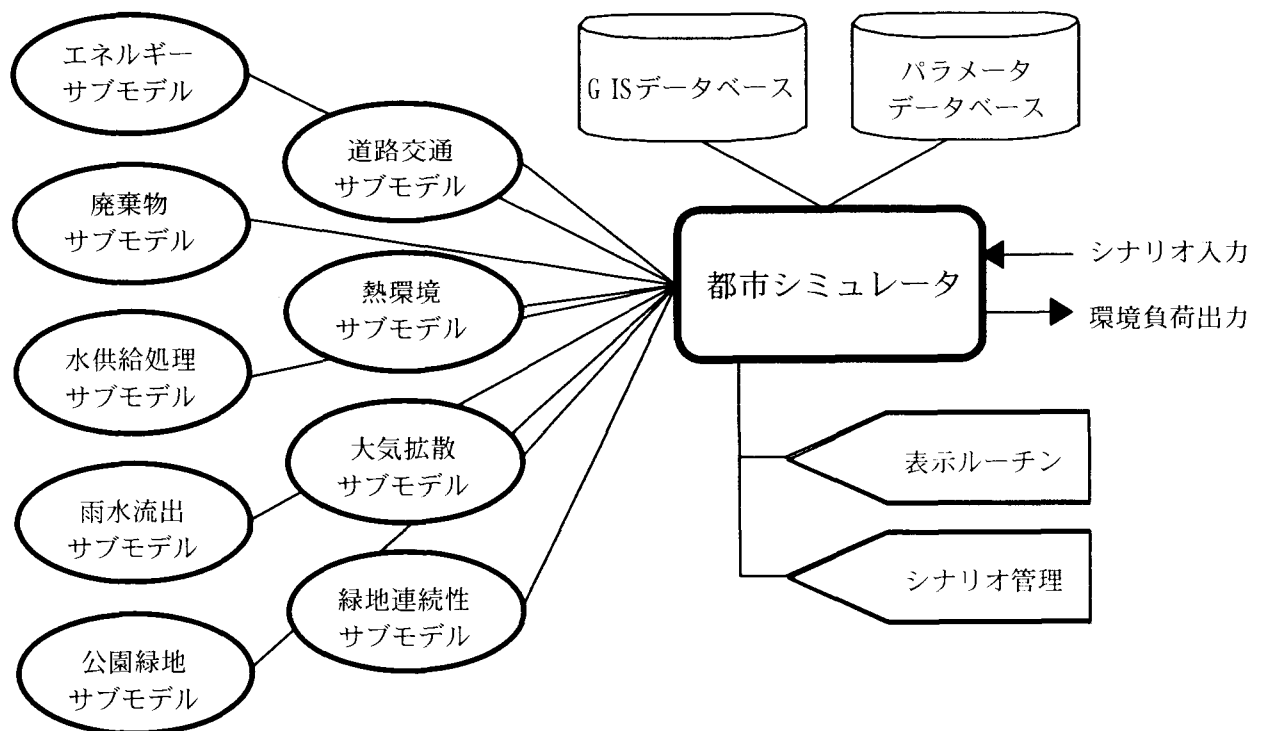 エネルギー
サブモデル
道路交通
サブモデル
廃棄物
サブモデル
熱環境
サブモデル
水供給処理
サブモデル
大気拡散
サブモデル
雨水流出
サブモデル
緑地連続性
サブモデル
公園緑地
サブモデル
GISデータベース
パラメータ
データベース
都市シミュレータ
シナリオ入力
環境負荷出力
表示ルーチン
シナリオ管理